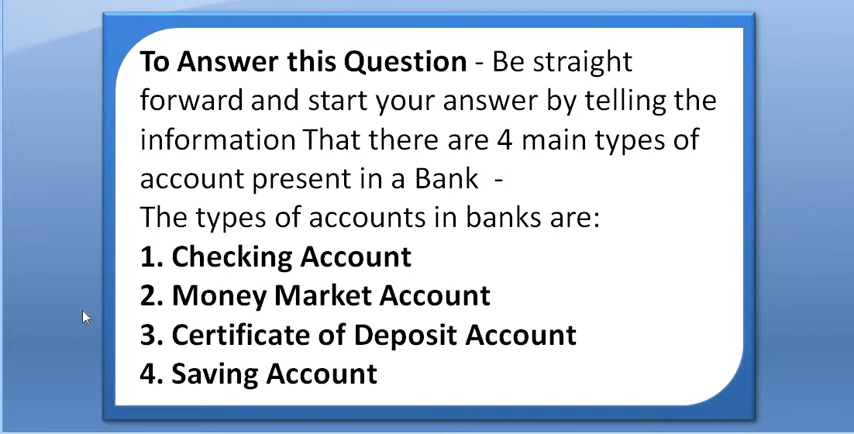 To Answer this Question - Be straight
forward and start your answer by telling the
information That there are 4 main types of
account present in a Bank -
The types of accounts in banks are:
1. Checking Account
2. Money Market Account
3. Certificate of Deposit Account
4. Saving Account